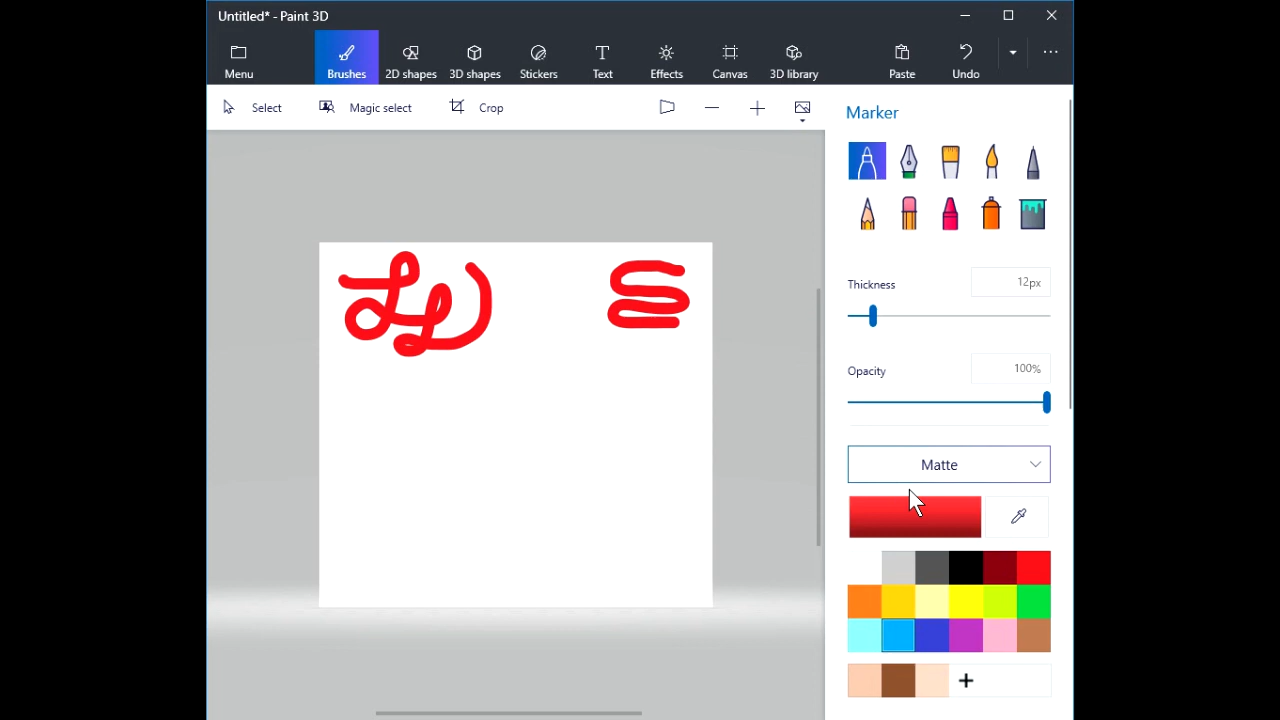 Untitled* - Paint 3D
Menu Brushes 2D shapes 3D shapes Stickers Text Effects Canvas 3D library Paste Undo
Select Magic select Crop
Marker
Thickness 12px
Opacity 100%
Matte